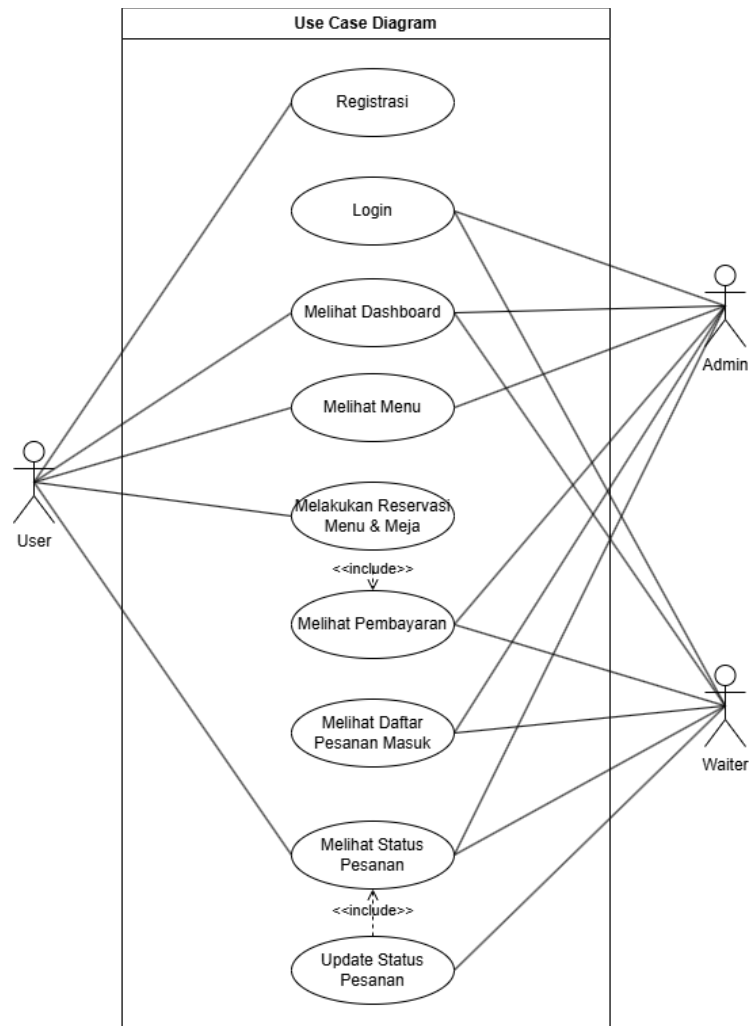 Use Case Diagram
Registrasi
Login
Melihat Dashboard
Admin
Melihat Menu
User
Melakukan Reservasi
Menu & Meja
<<include>>
Melihat Pembayaran
Melihat Daftar
Pesanan Masuk
Waiter
Melihat Status
Pesanan
<<include>>
Update Status
Pesanan